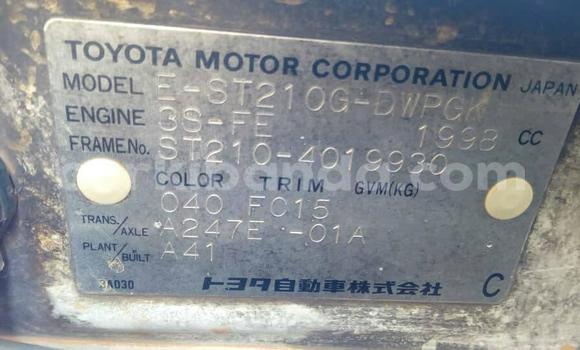 TOYOTA MOTOR CORPORATION JAPAN
MODEL E-ST210G-DWPGK
ENGINE 3S-FE 1998 CC
FRAME No. ST210-4019930
COLOR TRIM GVM(KG)
040 FC15
TRANS./AXLE A247E -01A
PLANT/BUILT A41
3A030 トヨタ自動車株式会社 C